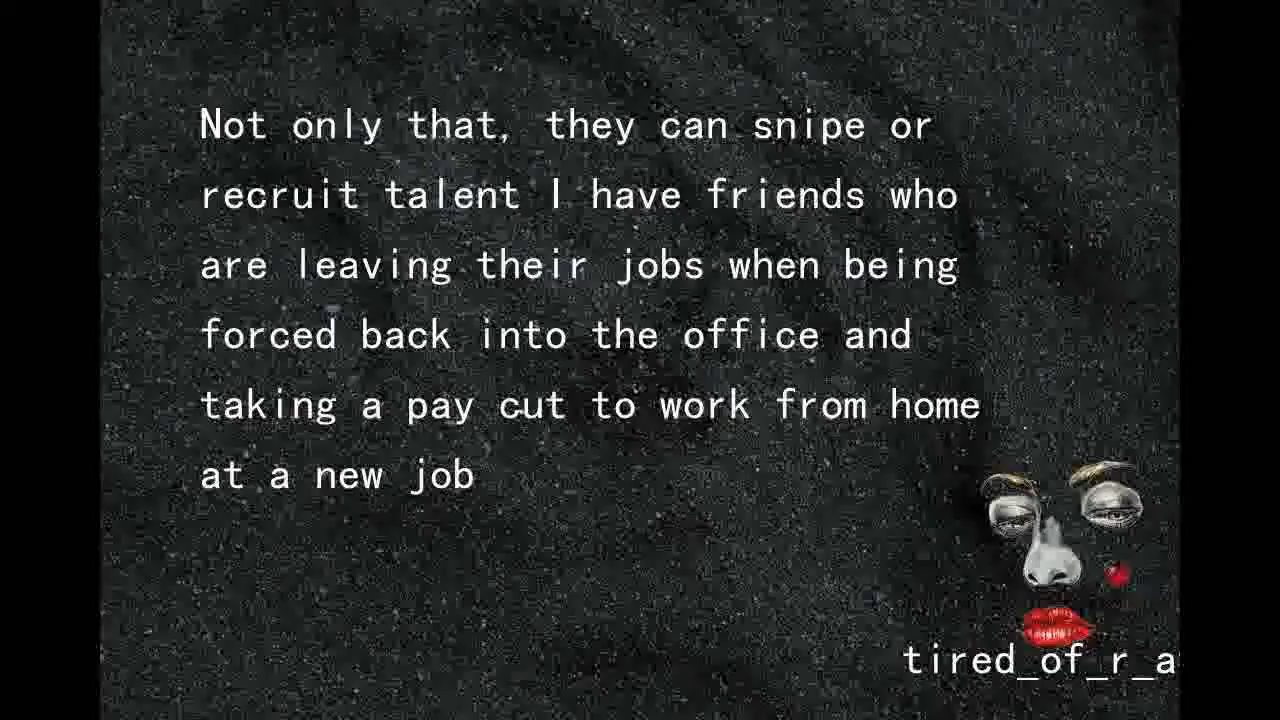 Not only that, they can snipe or
recruit talent I have friends who
are leaving their jobs when being
forced back into the office and
taking a pay cut to work from home
at a new job
tired_of_r_a